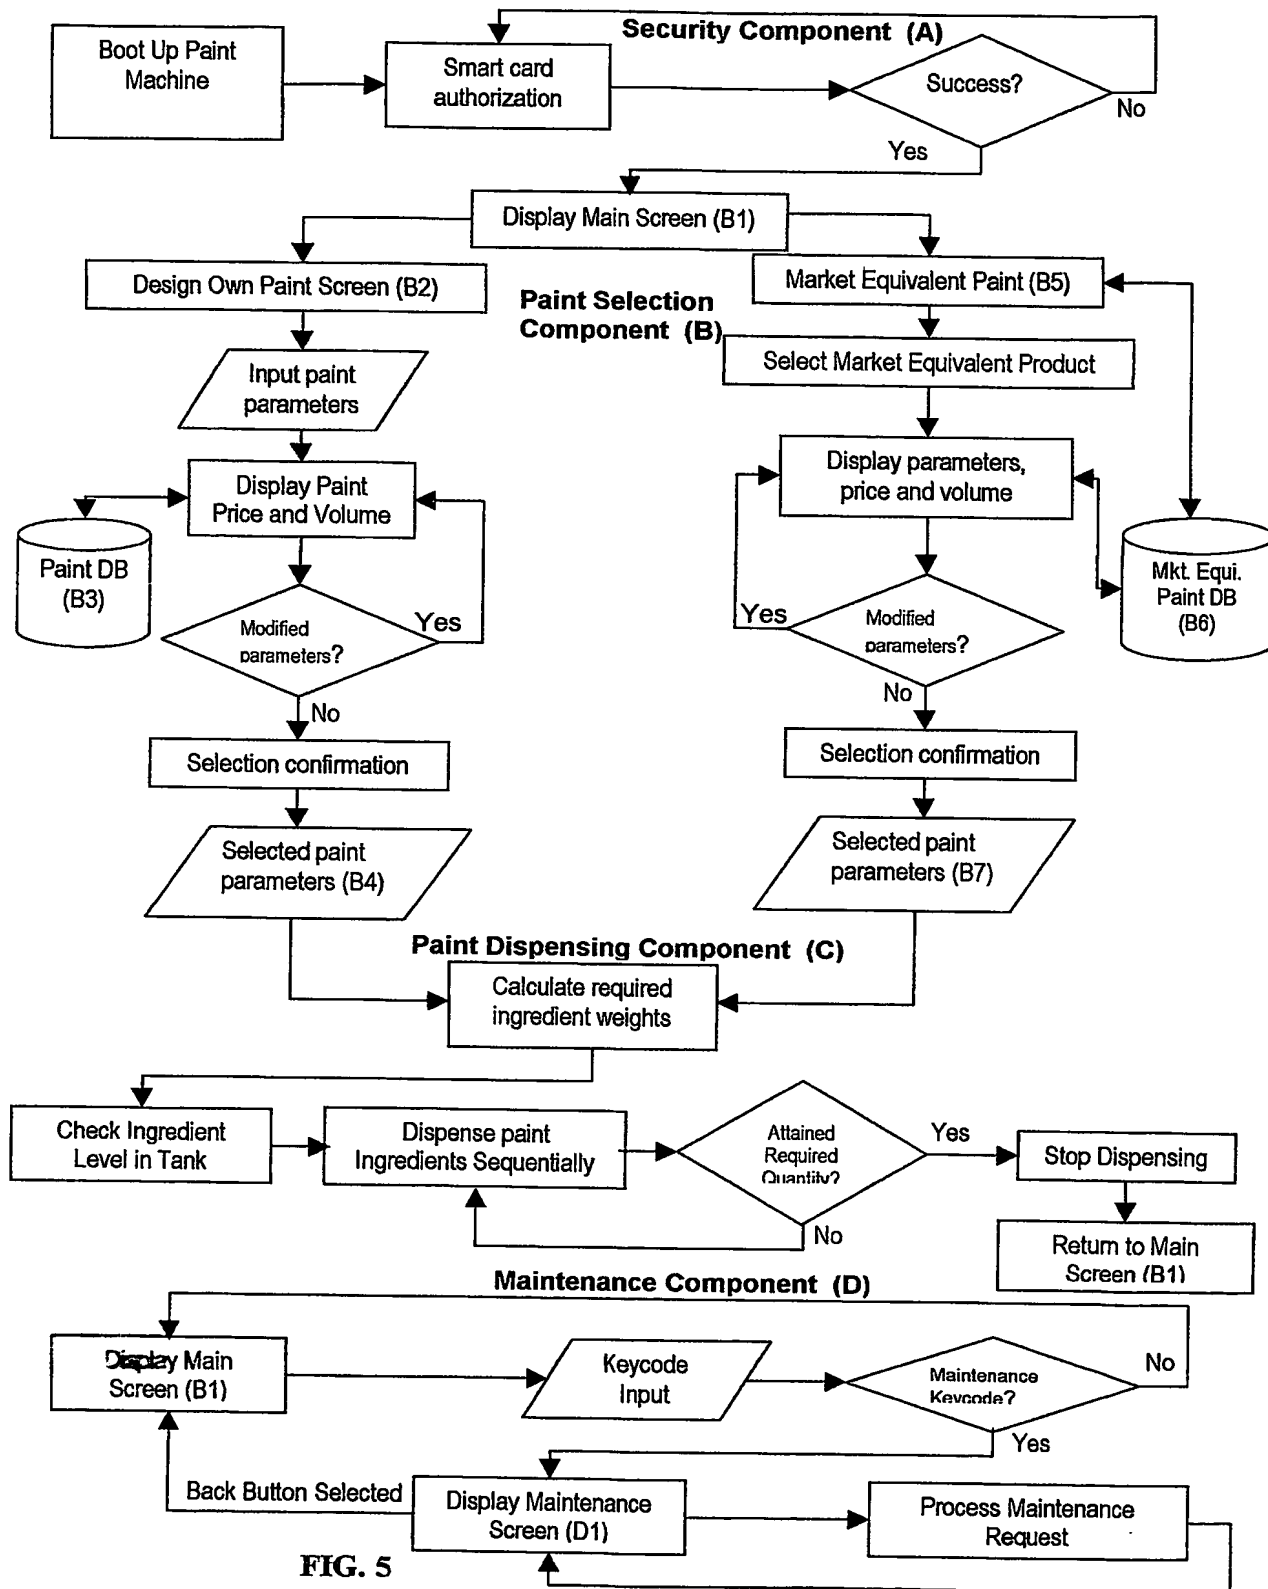 Security Component (A)
Boot Up Paint
Machine
Smart card
authorization
Success?
No
Yes
Display Main Screen (B1)
Design Own Paint Screen (B2)
Market Equivalent Paint (B5)
Paint Selection
Component (B)
Select Market Equivalent Product
Input paint
parameters
Display Paint
Price and Volume
Display parameters,
price and volume
Paint DB
(B3)
Mkt. Equi.
Paint DB
(B6)
Modified
parameters?
Yes
Yes
Modified
parameters?
No
No
Selection confirmation
Selection confirmation
Selected paint
parameters (B4)
Selected paint
parameters (B7)
Paint Dispensing Component (C)
Calculate required
ingredient weights
Check Ingredient
Level in Tank
Dispense paint
Ingredients Sequentially
Attained
Required
Quantity?
Yes
No
Stop Dispensing
Return to Main
Screen (B1)
Maintenance Component (D)
Display Main
Screen (B1)
Keycode
Input
Maintenance
Keycode?
No
Yes
Back Button Selected
Display Maintenance
Screen (D1)
Process Maintenance
Request
FIG. 5